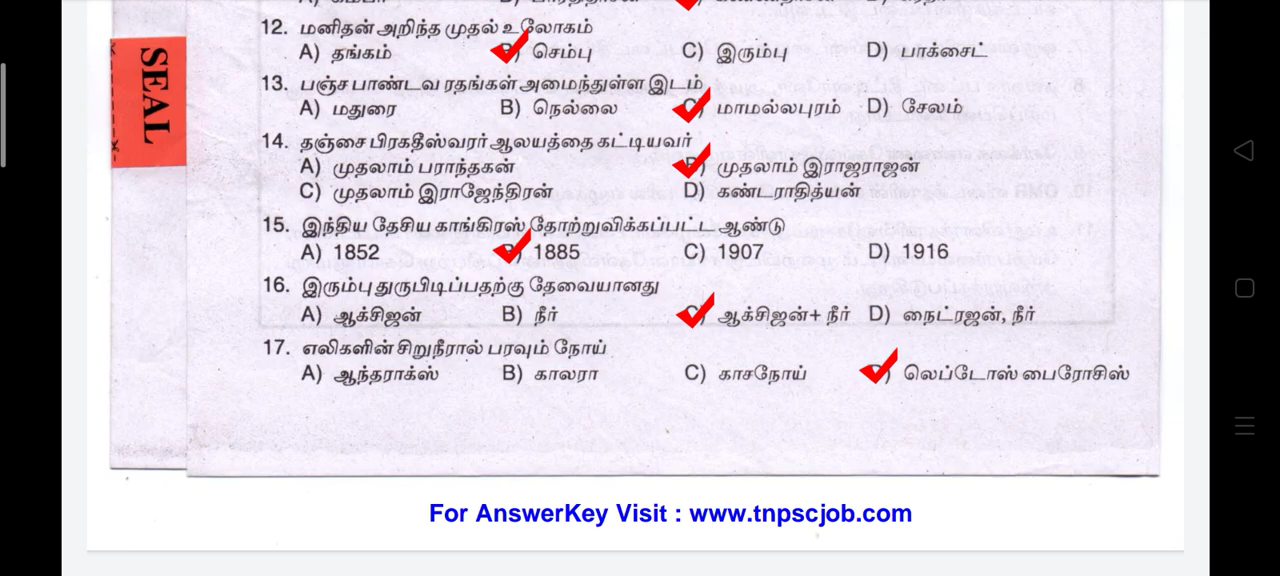 12. மனிதன் அறிந்த முதல் உலோகம்
A) தங்கம் B) செம்பு C) இரும்பு D) பாக்சைட்
13. பஞ்ச பாண்டவ ரதங்கள் அமைந்துள்ள இடம்
A) மதுரை B) நெல்லை C) மாமல்லபுரம் D) சேலம்
14. தஞ்சை பிரகதீஸ்வரர் ஆலயத்தை கட்டியவர்
A) முதலாம் பராந்தகன் B) முதலாம் இராஜராஜன்
C) முதலாம் இராஜேந்திரன் D) கண்டராதித்யன்
15. இந்திய தேசிய காங்கிரஸ் தோற்றுவிக்கப்பட்ட ஆண்டு
A) 1852 B) 1885 C) 1907 D) 1916
16. இரும்பு துருபிடிப்பதற்கு தேவையானது
A) ஆக்சிஜன் B) நீர் C) ஆக்சிஜன்+ நீர் D) நைட்ரஜன், நீர்
17. எலிகளின் சிறுநீரால் பரவும் நோய்
A) ஆந்தராக்ஸ் B) காலரா C) காசநோய் D) லெப்டோஸ் பைரோசிஸ்
SEAL
For AnswerKey Visit : www.tnpscjob.com